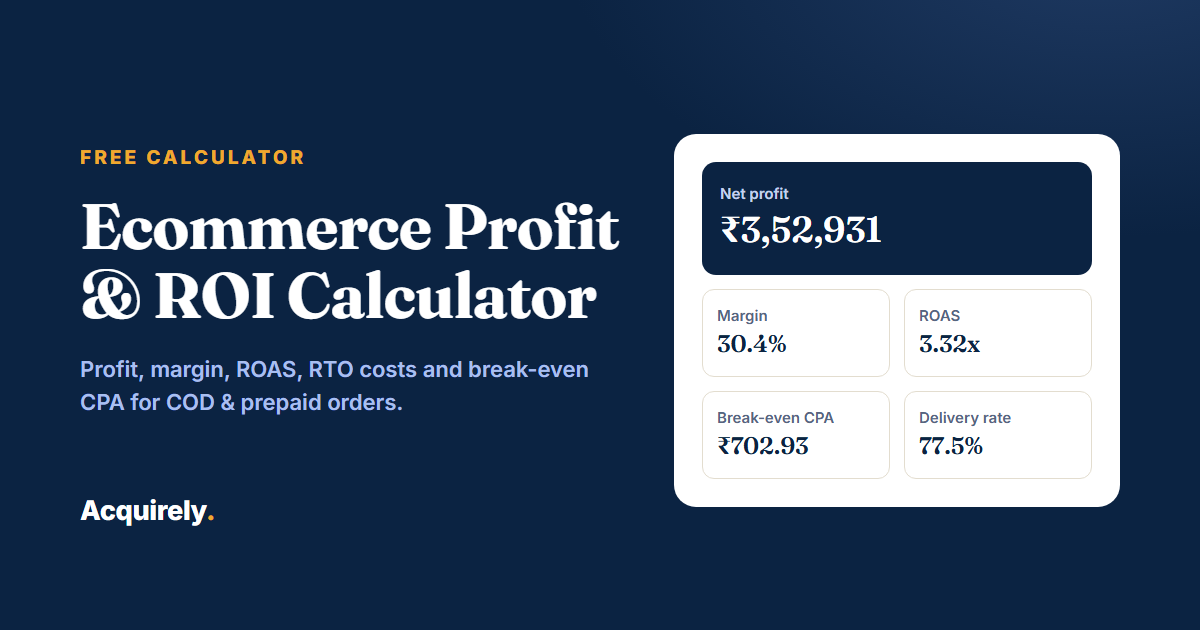 FREE CALCULATOR
Ecommerce Profit
& ROI Calculator
Profit, margin, ROAS, RTO costs and break-even
CPA for COD & prepaid orders.
Acquirely.
Net profit
₹3,52,931
Margin
30.4%
ROAS
3.32x
Break-even CPA
₹702.93
Delivery rate
77.5%